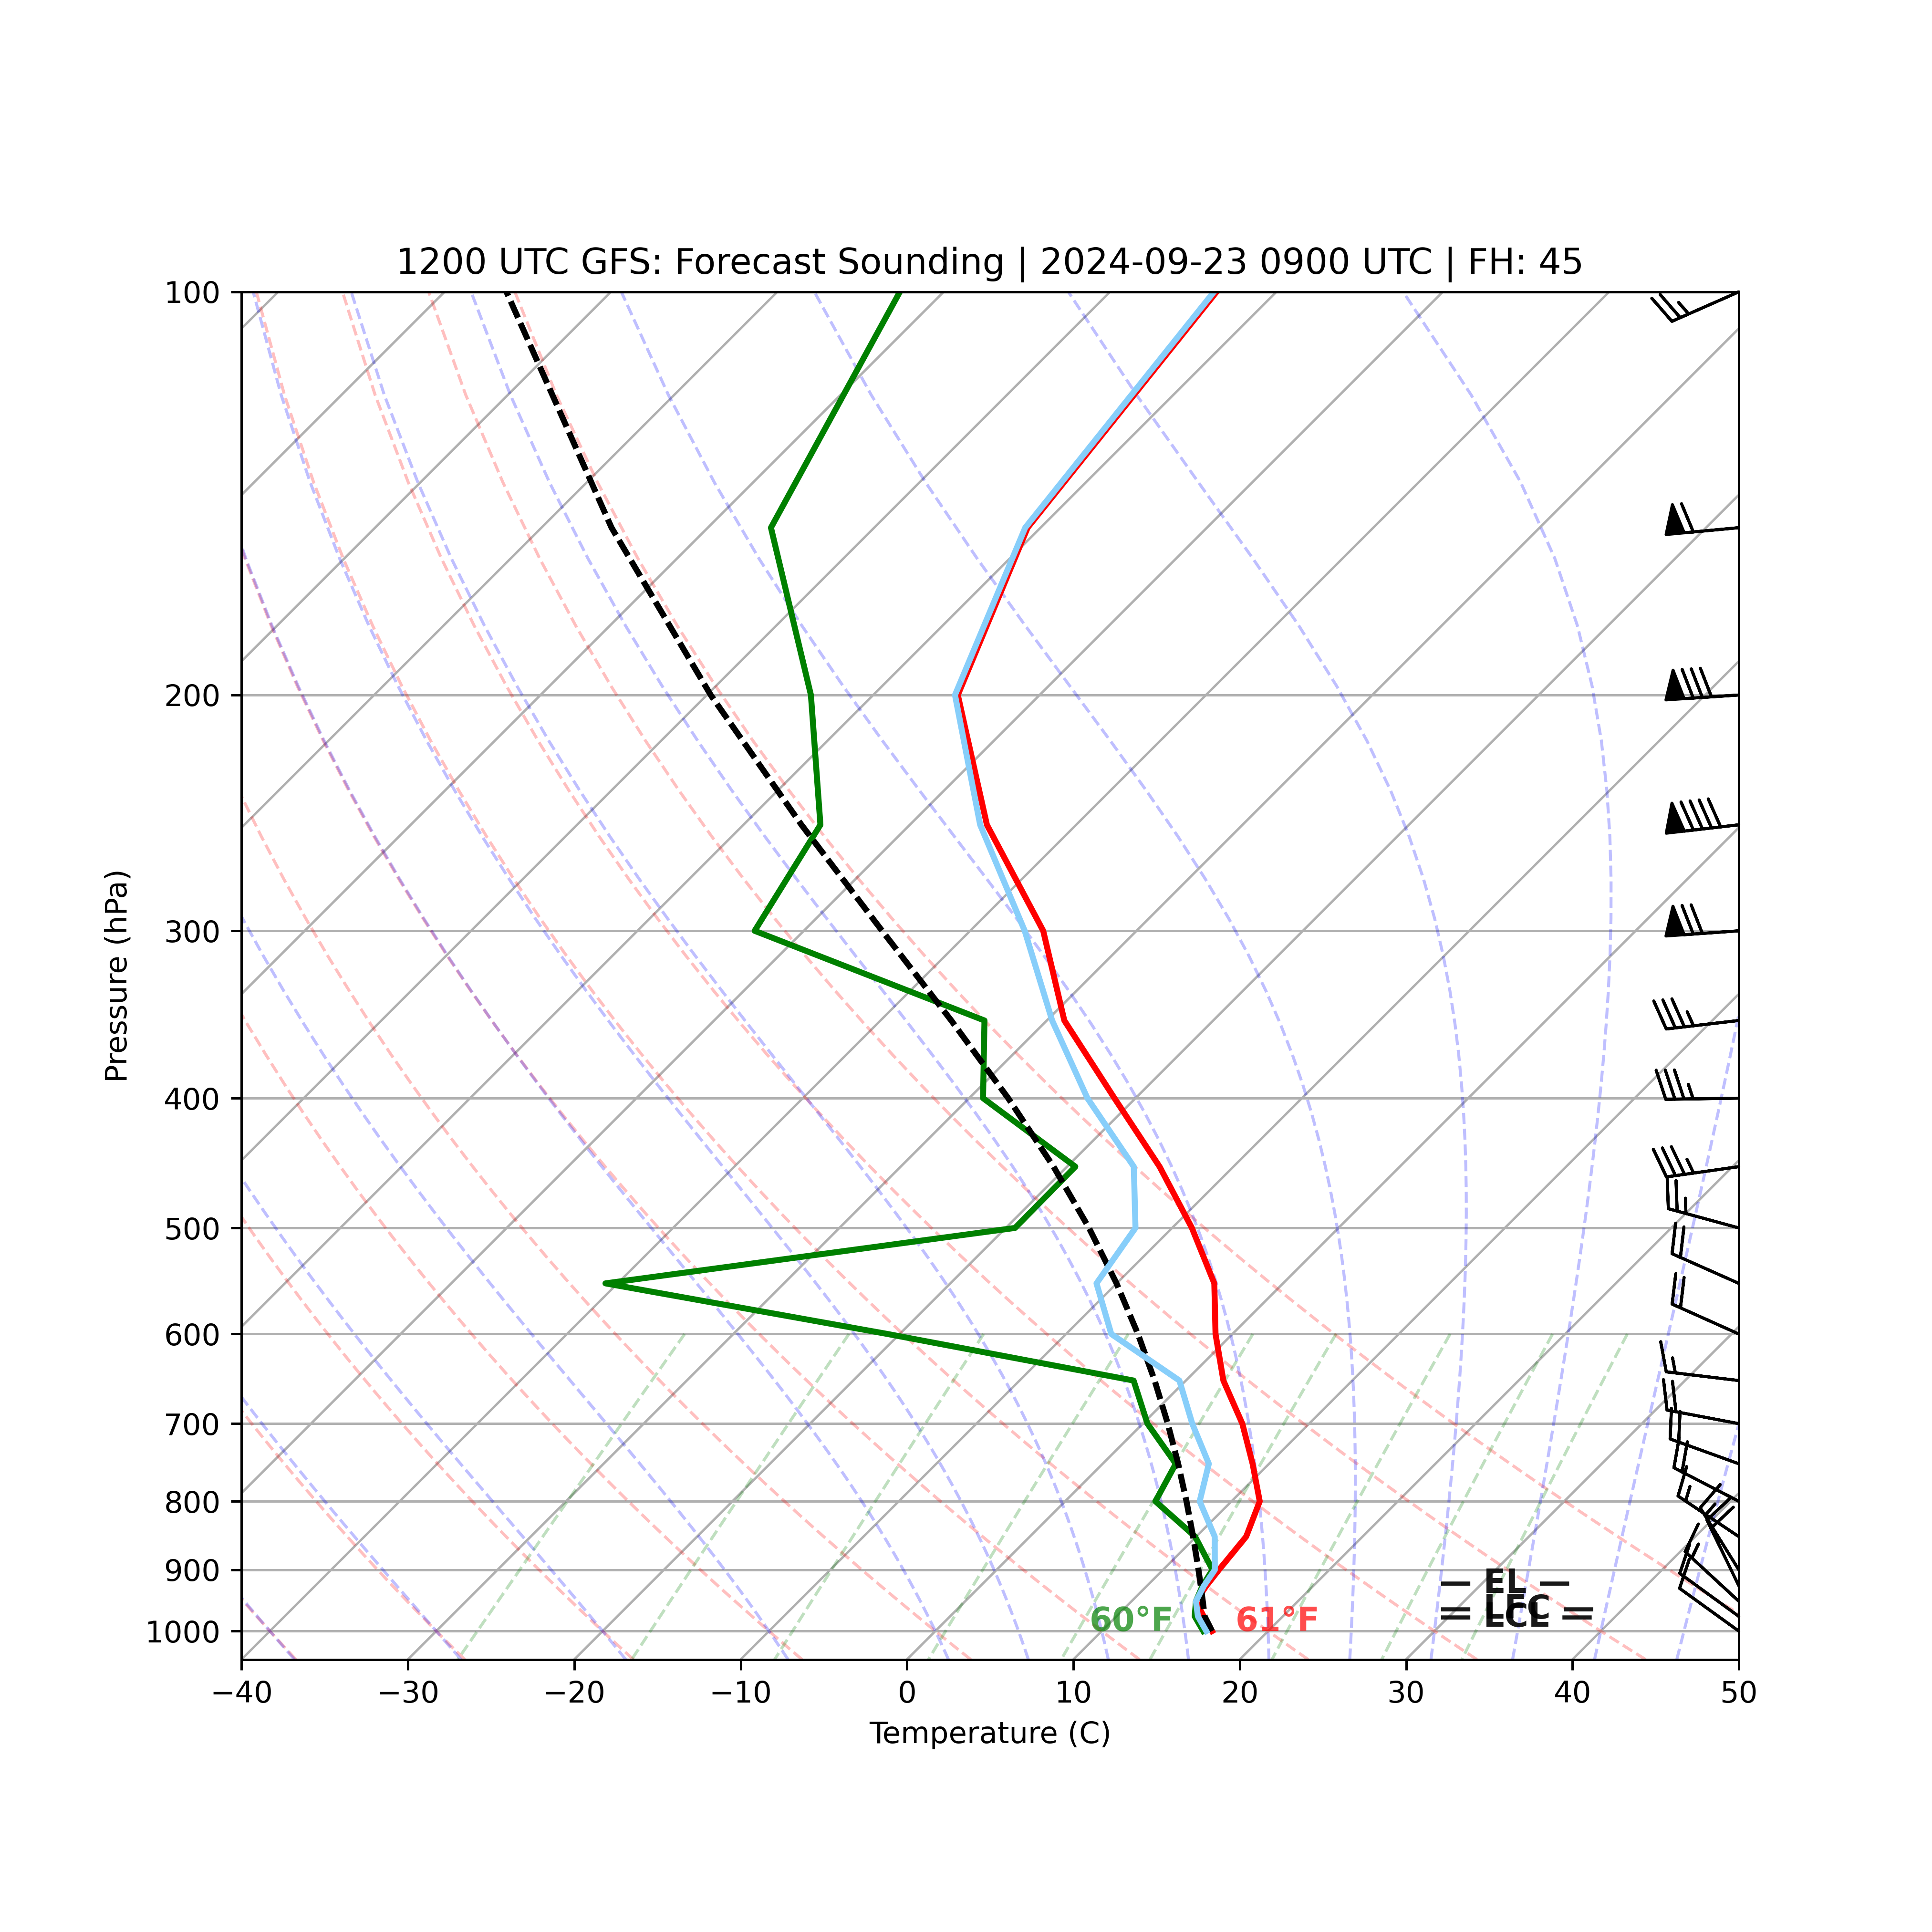 1200 UTC GFS: Forecast Sounding | 2024-09-23 0900 UTC | FH: 45
100
200
300
400
500
600
700
800
900
1000
Pressure (hPa)
— EL —
60°F 61°F
−40 −30 −20 −10 0 10 20 30 40 50
Temperature (C)